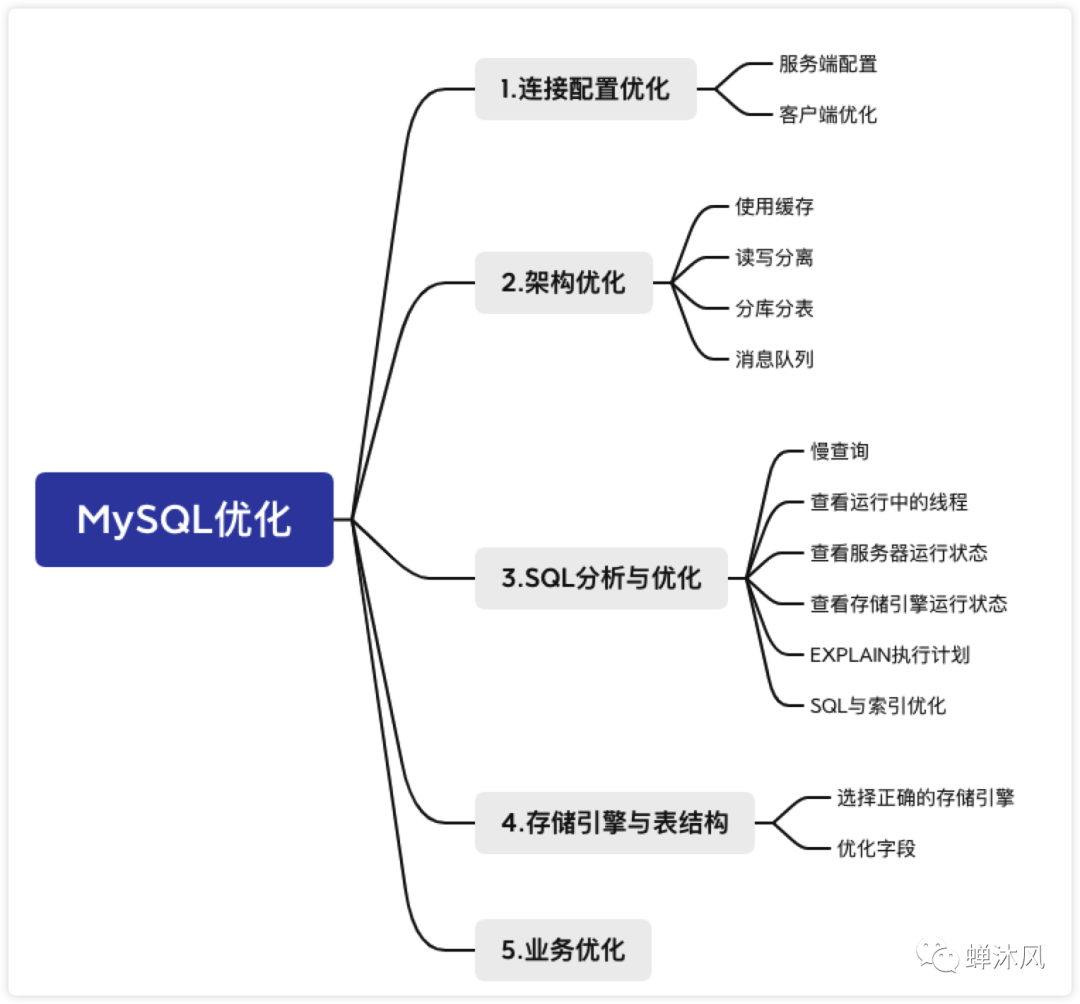 MySQL优化
1.连接配置优化
服务端配置
客户端优化
2.架构优化
使用缓存
读写分离
分库分表
消息队列
3.SQL分析与优化
慢查询
查看运行中的线程
查看服务器运行状态
查看存储引擎运行状态
EXPLAIN执行计划
SQL与索引优化
4.存储引擎与表结构
选择正确的存储引擎
优化字段
5.业务优化
蝉沐风